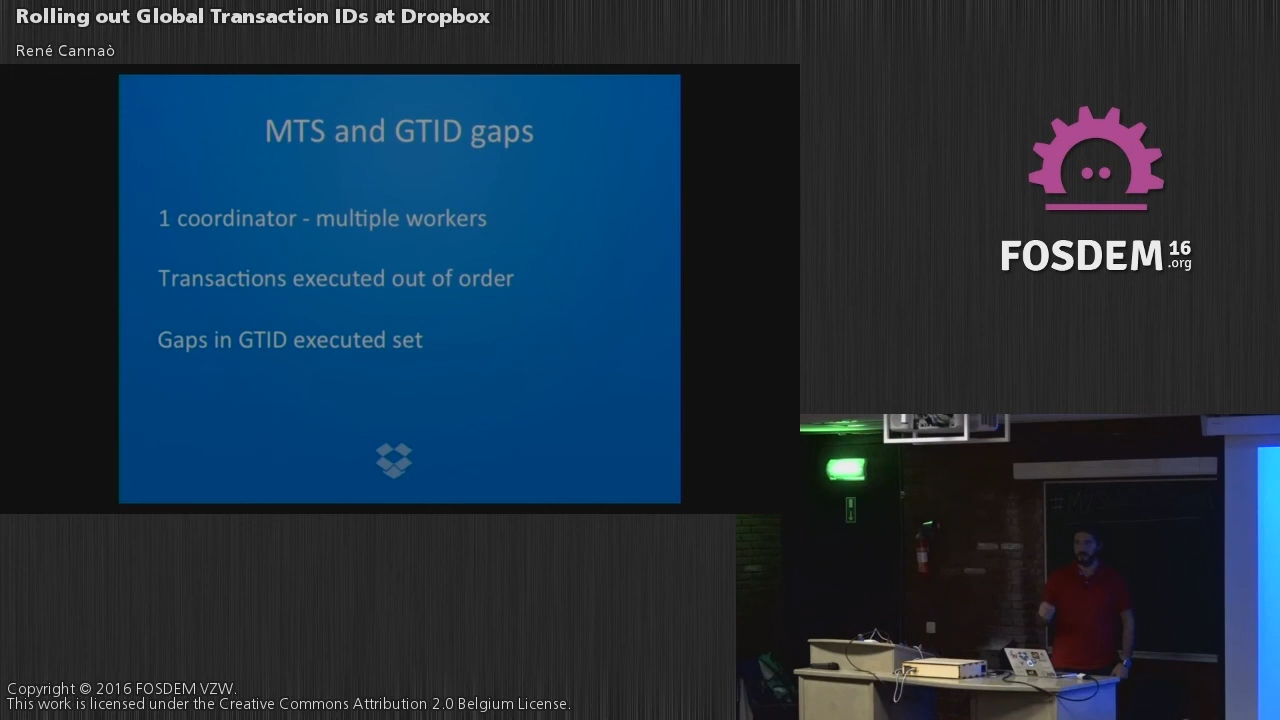 Rolling out Global Transaction IDs at Dropbox
René Cannaò
MTS and GTID gaps
1 coordinator - multiple workers
Transactions executed out of order
Gaps in GTID executed set
FOSDEM 16
.org
Copyright © 2016 FOSDEM VZW.
This work is licensed under the Creative Commons Attribution 2.0 Belgium License.